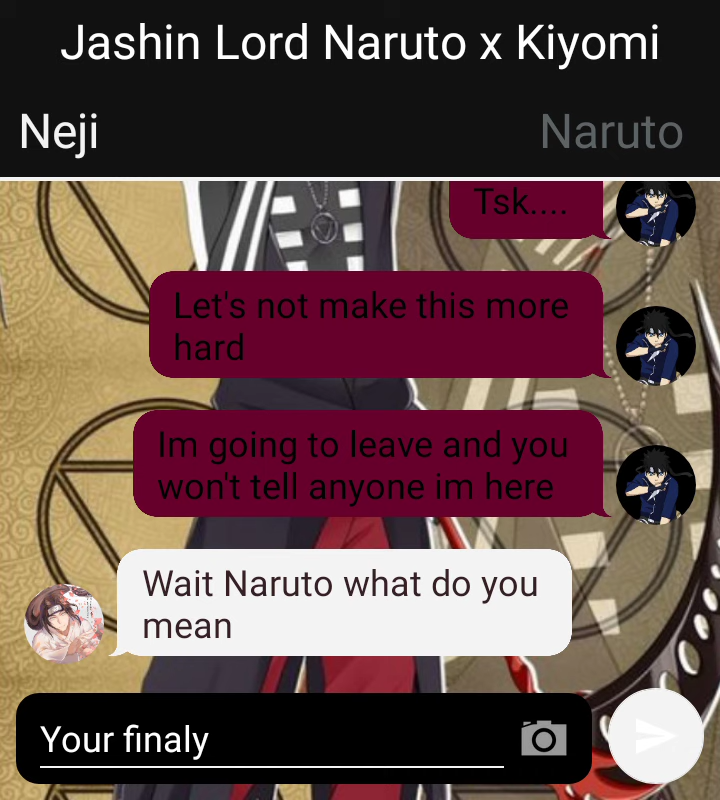 Jashin Lord Naruto x Kiyomi
Neji
Naruto
Tsk....
Let's not make this more
hard
Im going to leave and you
won't tell anyone im here
Wait Naruto what do you
mean
Your finaly